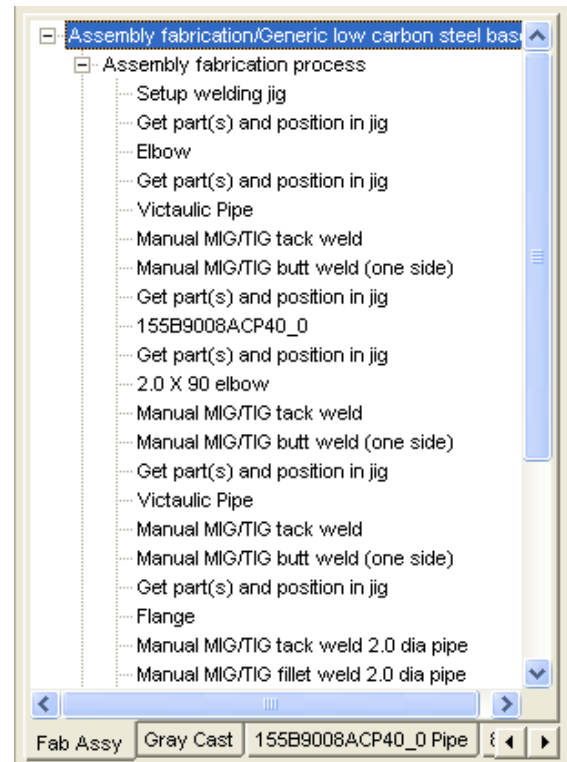 Assembly fabrication/Generic low carbon steel base
Assembly fabrication process
Setup welding jig
Get part(s) and position in jig
Elbow
Get part(s) and position in jig
Victaulic Pipe
Manual MIG/TIG tack weld
Manual MIG/TIG butt weld (one side)
Get part(s) and position in jig
155B9008ACP40_0
Get part(s) and position in jig
2.0 X 90 elbow
Manual MIG/TIG tack weld
Manual MIG/TIG butt weld (one side)
Get part(s) and position in jig
Victaulic Pipe
Manual MIG/TIG tack weld
Manual MIG/TIG butt weld (one side)
Get part(s) and position in jig
Flange
Manual MIG/TIG tack weld 2.0 dia pipe
Manual MIG/TIG fillet weld 2.0 dia pipe
Fab Assy Gray Cast 155B9008ACP40_0 Pipe